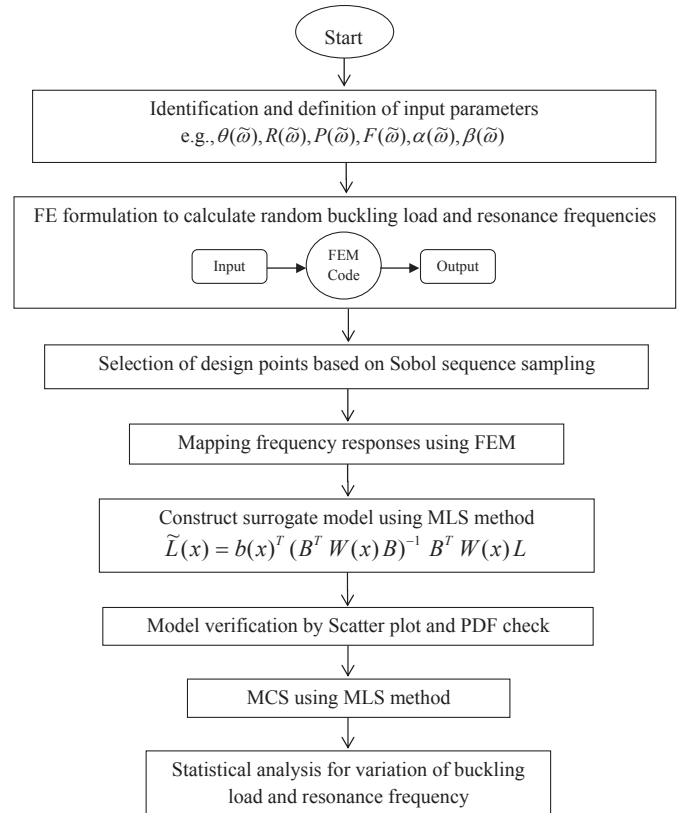 Start
Identification and definition of input parameters
e.g., θ(ω̃), R(ω̃), P(ω̃), F(ω̃), α(ω̃), β(ω̃)
FE formulation to calculate random buckling load and resonance frequencies
Input
FEM
Code
Output
Selection of design points based on Sobol sequence sampling
Mapping frequency responses using FEM
Construct surrogate model using MLS method
L̃(x) = b(x)ᵀ (Bᵀ W(x) B)⁻¹ Bᵀ W(x) L
Model verification by Scatter plot and PDF check
MCS using MLS method
Statistical analysis for variation of buckling
load and resonance frequency